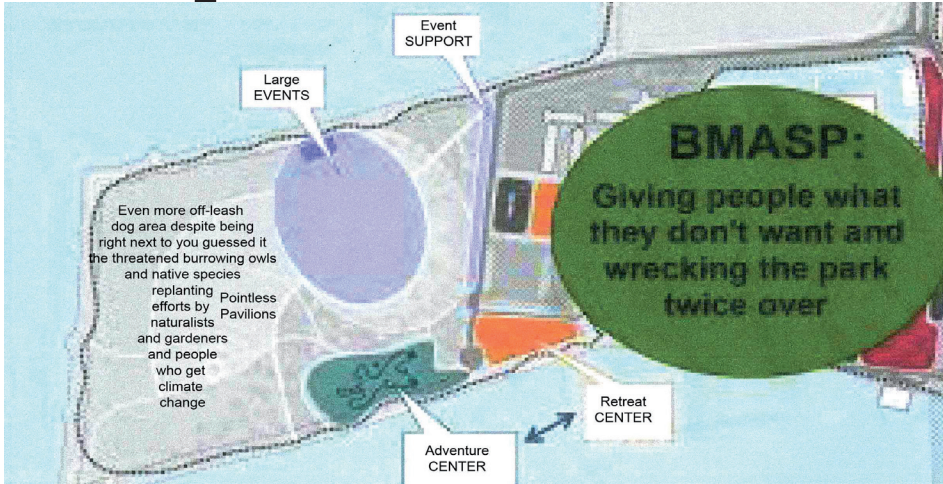 Event
SUPPORT
Large
EVENTS
BMASP:
Giving people what
they don't want and
wrecking the park
twice over
Even more off-leash
dog area despite being
right next to you guessed it
the threatened burrowing owls
and native species
replanting
efforts by
naturalists
and gardeners
and people
who get
climate
change
Pointless
Pavilions
Retreat
CENTER
Adventure
CENTER